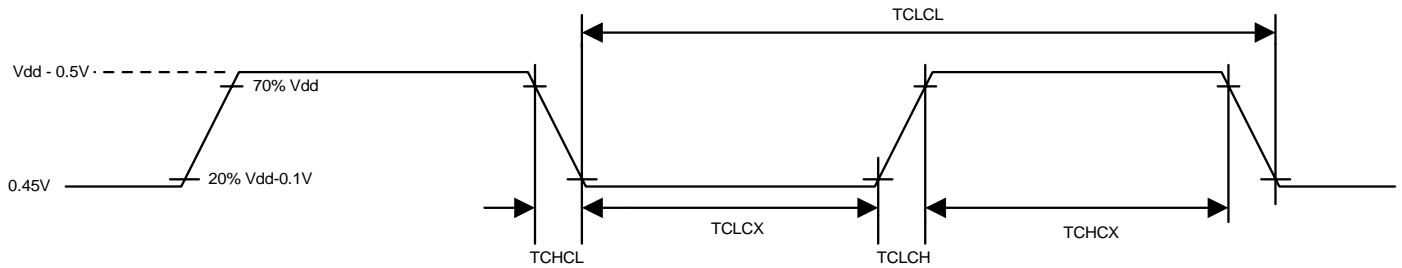 TCLCL
Vdd - 0.5V
70% Vdd
0.45V
20% Vdd-0.1V
TCLCX
TCHCX
TCHCL
TCLCH